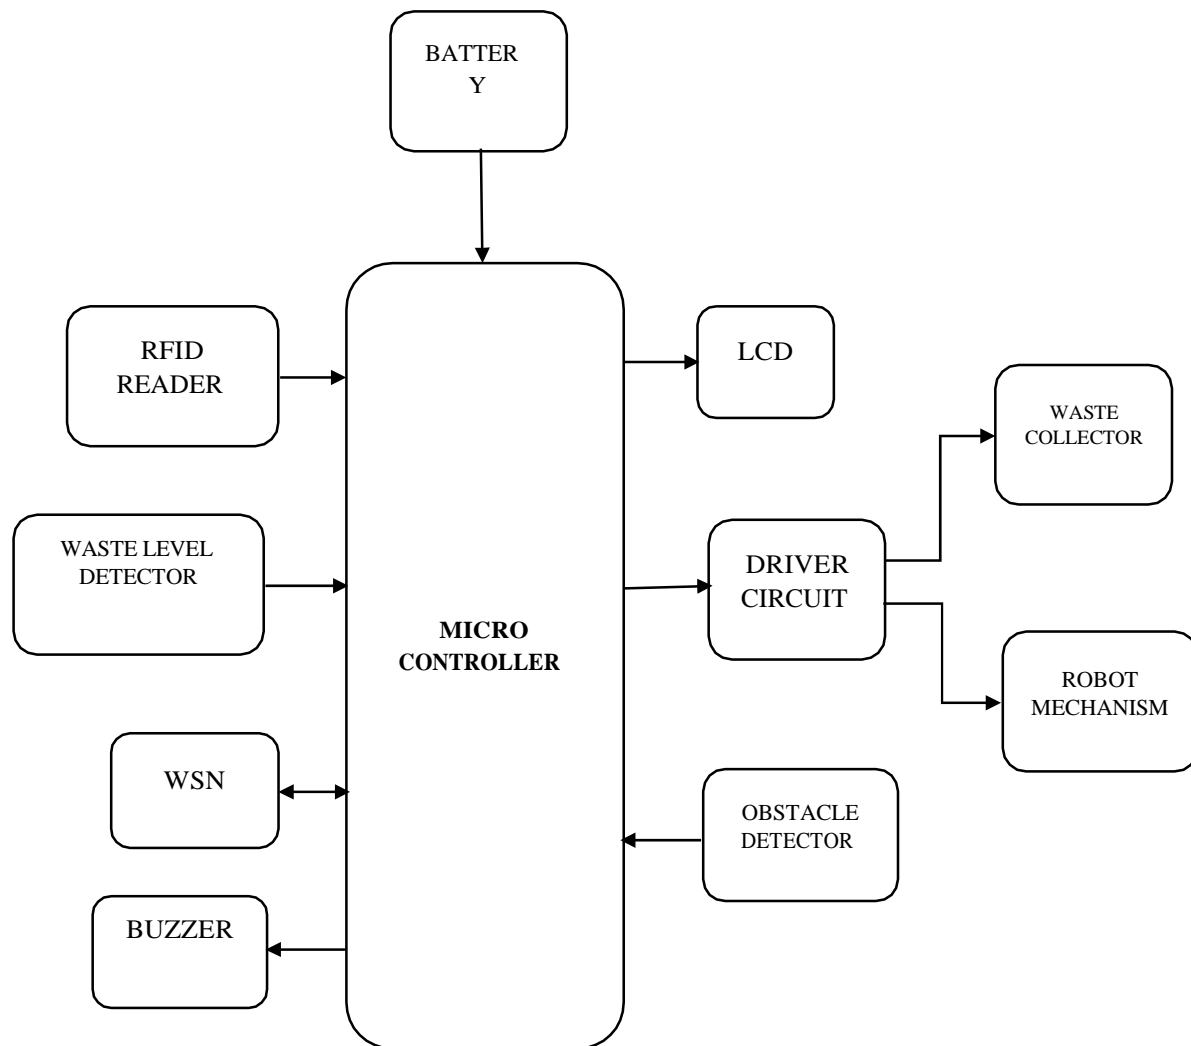 BATTER
Y
RFID
READER
LCD
WASTE
COLLECTOR
WASTE LEVEL
DETECTOR
DRIVER
CIRCUIT
MICRO
CONTROLLER
ROBOT
MECHANISM
WSN
OBSTACLE
DETECTOR
BUZZER